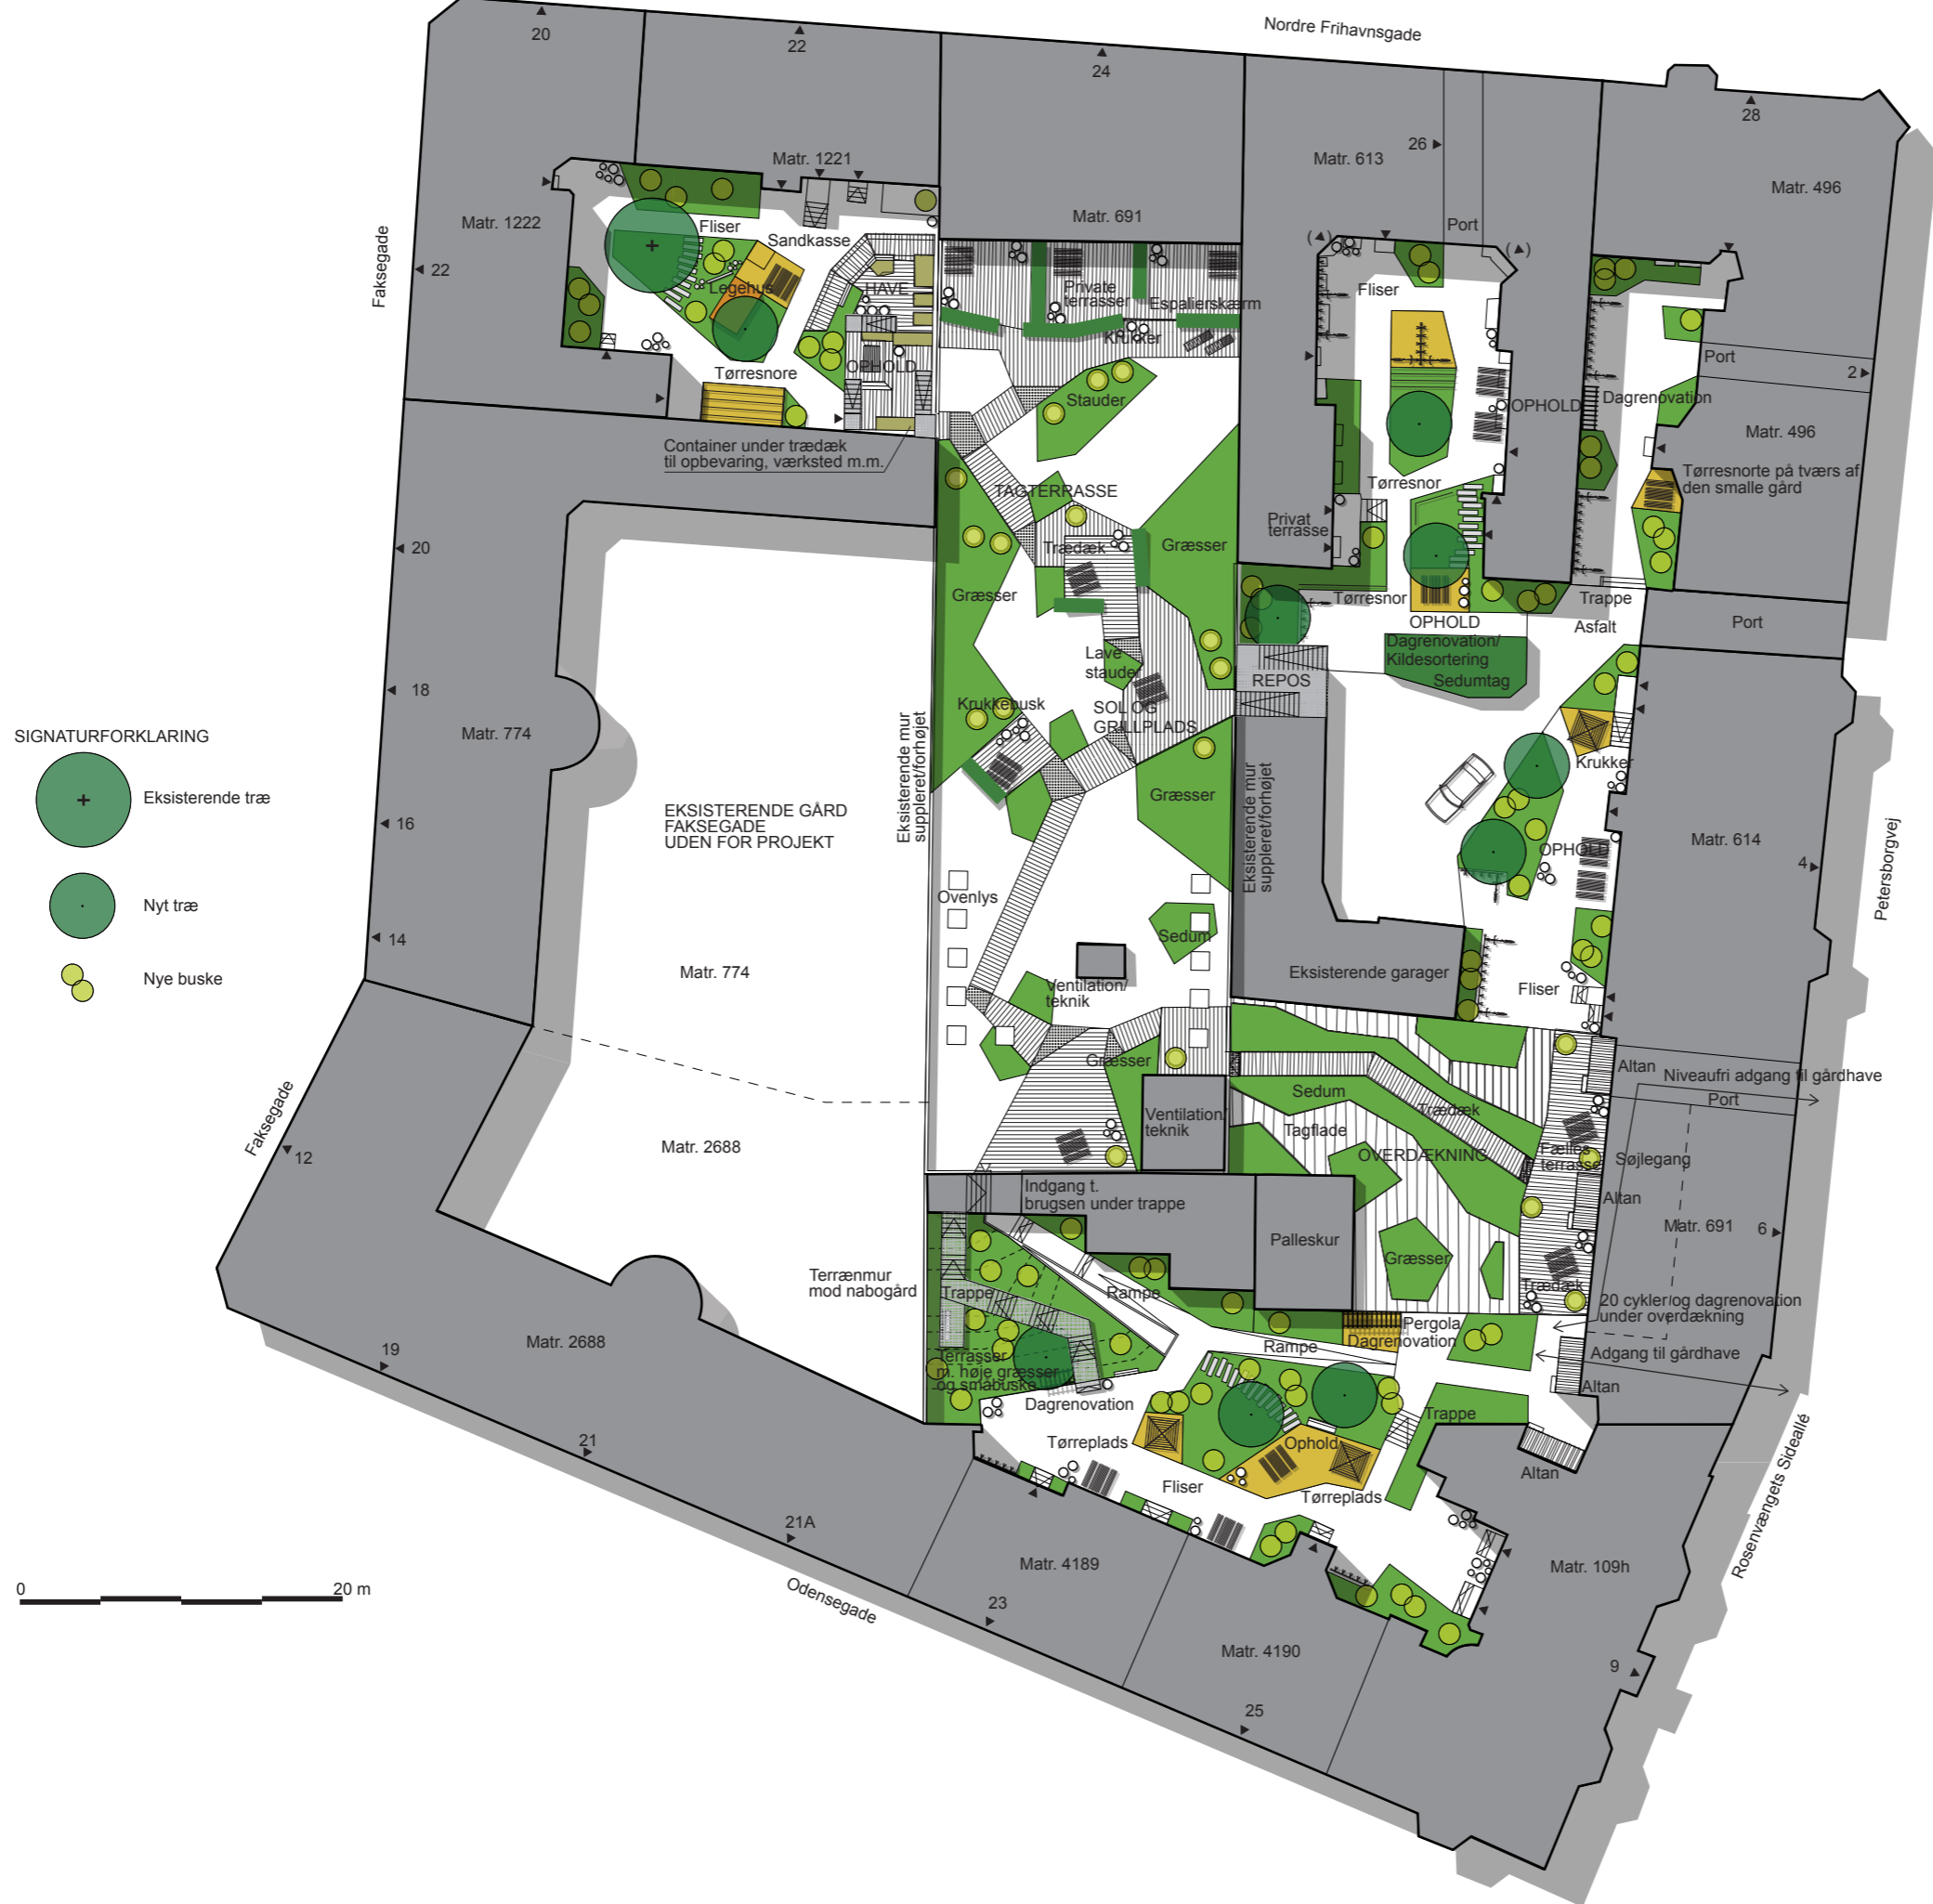 Nordre Frihavnsgade
20
22
24
26
28
Matr. 1221
Matr. 613
Matr. 496
Matr. 1222
Matr. 691
Port
Faksegade
22
Fliser
Sandkasse
Legehus
HAVE
Private
terrasser
Espalierskærm
Krukker
Fliser
Port
2
Tørresnore
OPHOLD
Stauder
OPHOLD
Dagrenovation
Matr. 496
Container under trædæk
til opbevaring, værksted m.m.
Tørresnorte på tværs af
den smalle gård
TAGTERRASSE
Tørresnor
Privat
terrasse
Trædæk
Græsser
20
Græsser
Tørresnor
Trappe
OPHOLD
Asfalt
Port
Dagrenovation/
Kildesortering
Sedumtag
Lave
stauder
REPOS
18
Krukkebusk
SOL OG
GRILLPLADS
Matr. 774
SIGNATURFORKLARING
Eksisterende træ
Eksisterende mur
suppleret/forhøjet
Eksisterende mur
suppleret/forhøjet
Krukker
EKSISTERENDE GÅRD
FAKSEGADE
UDEN FOR PROJEKT
16
Græsser
Matr. 614
4
Petersborgvej
OPHOLD
Nyt træ
14
Ovenlys
Sedum
Matr. 774
Nye buske
Ventilation/
teknik
Eksisterende garager
Fliser
Græsser
Altan
Niveaufri adgang til gårdhave
Port
Sedum
Trædæk
Ventilation/
teknik
Tagflade
Faksegade
12
Matr. 2688
OVERDÆKNING
Fælles
terrasse
Søjlegang
Indgang t.
brugsen under trappe
Altan
Matr. 691
6
Palleskur
Græsser
Terrænmur
mod nabogård
Trappe
Rampe
Trædæk
20 cykler og dagrenovation
under overdækning
Pergola
Dagrenovation
Rampe
Adgang til gårdhave
Matr. 2688
19
Terrasser
m. høje græsser
og småbuske
Altan
Dagrenovation
Trappe
21
Tørreplads
Ophold
Altan
Fliser
Tørreplads
Rosenvængets Sideallé
21A
Matr. 4189
Matr. 109h
0
20 m
Odensegade
23
Matr. 4190
9
25